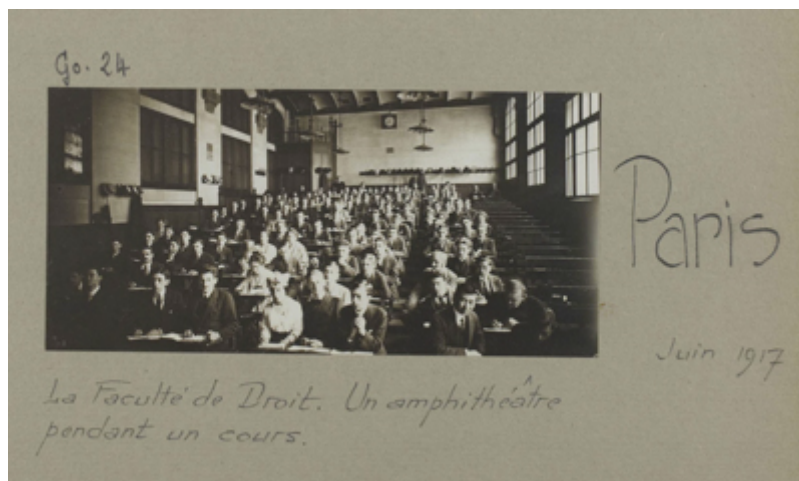 Go. 24
Paris
Juin 1917
La Faculté de Droit. Un amphithéâtre
pendant un cours.